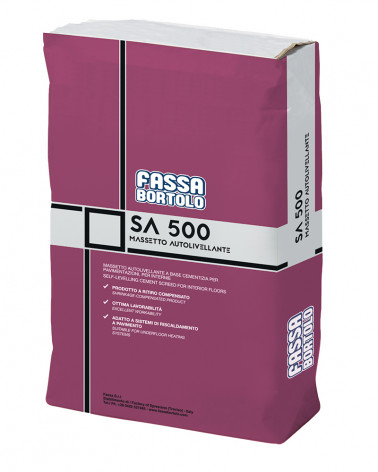 FASSA
BORTOLO
SA 500
MASSETTO AUTOLIVELLANTE
MASSETTO AUTOLIVELLANTE A BASE CEMENTIZIA PER
PAVIMENTAZIONI, PER INTERNI
SELF-LEVELLING CEMENT SCREED FOR INTERIOR FLOORS
PRODOTTO A RITIRO COMPENSATO
SHRINKAGE COMPENSATED PRODUCT
OTTIMA LAVORABILITÀ
EXCELLENT WORKABILITY
ADATTO A SISTEMI DI RISCALDAMENTO
A PAVIMENTO
SUITABLE FOR UNDERFLOOR HEATING
SYSTEMS
Fassa S.r.l.
SA 500
MASSETTO AUTOLIVELLANTE
FASSA
BORTOLO